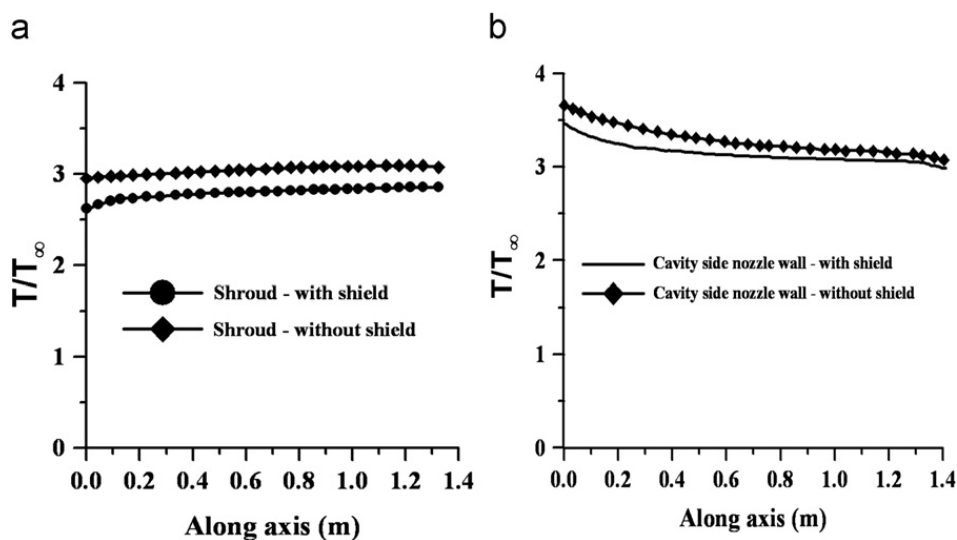 a
4
3
2
1
0
T/T∞
Shroud - with shield
Shroud - without shield
0.0 0.2 0.4 0.6 0.8 1.0 1.2 1.4
Along axis (m)
b
4
3
2
1
0
T/T∞
Cavity side nozzle wall - with shield
Cavity side nozzle wall - without shield
0.0 0.2 0.4 0.6 0.8 1.0 1.2 1.4
Along axis (m)